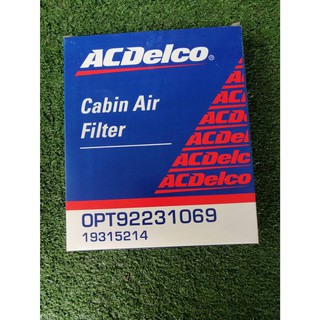 ACDelco®
Cabin Air
Filter
ACDelco
ACDelco
ACDelco
ACDelco
ACDelco
ACDelco
OPT92231069
19315214